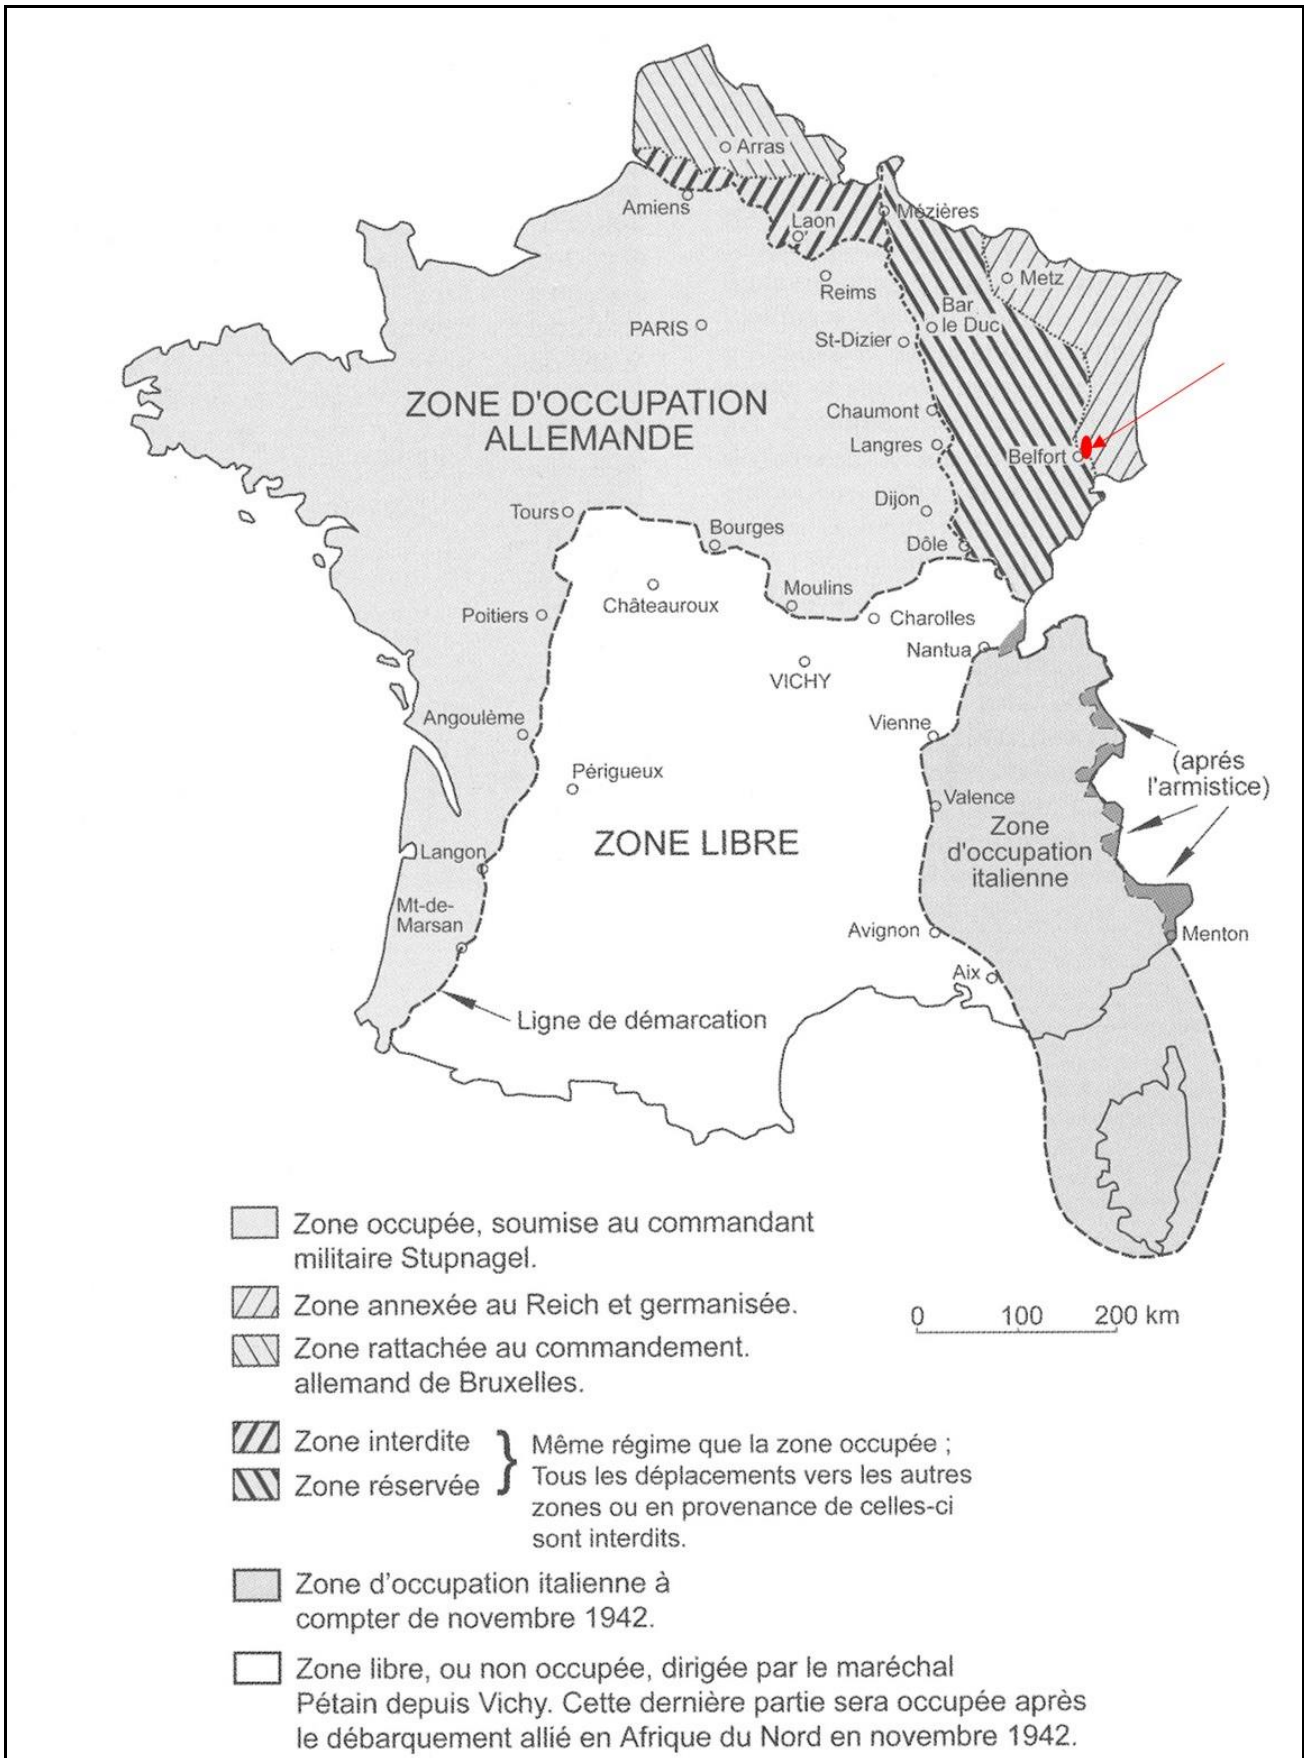 Arras
Amiens
Laon
Mézières
Reims
Metz
Bar
le Duc
PARIS
St-Dizier
ZONE D'OCCUPATION
ALLEMANDE
Chaumont
Langres
Belfort
Dijon
Tours
Bourges
Dôle
Châteauroux
Moulins
Poitiers
Charolles
Nantua
VICHY
Angoulème
Vienne
(aprés
l'armistice)
Périgueux
Valence
ZONE LIBRE
Zone
d'occupation
italienne
Langon
Mt-de-
Marsan
Avignon
Menton
Aix
Ligne de démarcation
Zone occupée, soumise au commandant
militaire Stupnagel.
Zone annexée au Reich et germanisée.
0 100 200 km
Zone rattachée au commandement.
allemand de Bruxelles.
Zone interdite
Zone réservée
} Même régime que la zone occupée ;
Tous les déplacements vers les autres
zones ou en provenance de celles-ci
sont interdits.
Zone d'occupation italienne à
compter de novembre 1942.
Zone libre, ou non occupée, dirigée par le maréchal
Pétain depuis Vichy. Cette dernière partie sera occupée après
le débarquement allié en Afrique du Nord en novembre 1942.